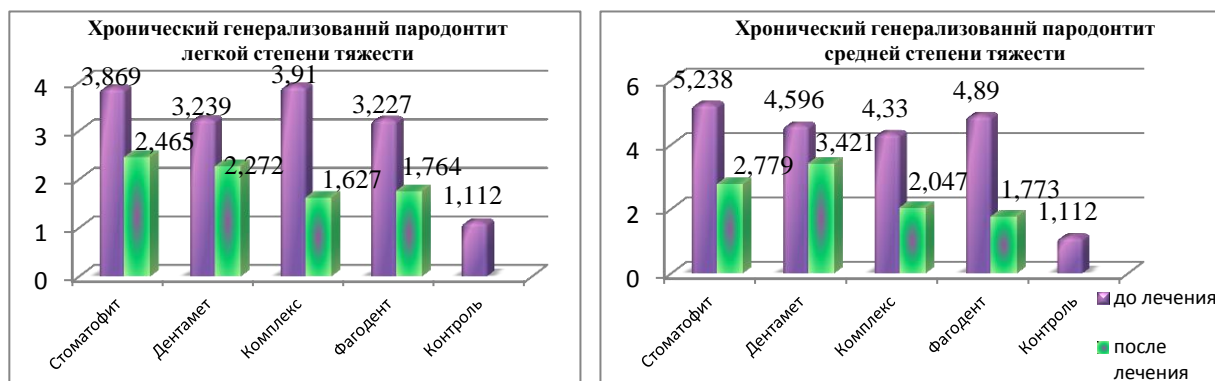 Хронический генерализованнй пародонтит
легкой степени тяжести
4
3
2
1
0
3,869
2,465
3,239
2,272
3,91
1,627
3,227
1,764
1,112
Стоматофит
Дентамет
Комплекс
Фагодент
Контроль
Хронический генерализованнй пародонтит
средней степени тяжести
6
4
2
0
5,238
2,779
4,596
3,421
4,33
2,047
4,89
1,773
1,112
Стоматофит
Дентамет
Комплекс
Фагодент
Контроль
до лечения
после
лечения